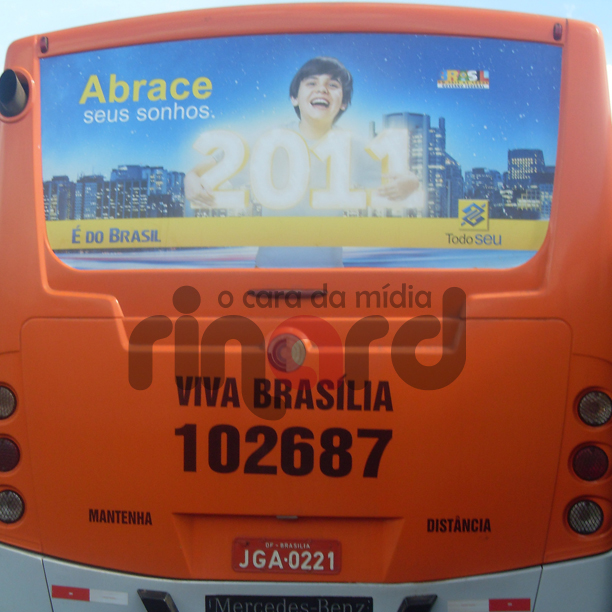 Abrace
seus sonhos.
BRASIL
2011
É DO BRASIL
Todo seu
o cara da mídia
rinard
VIVA BRASÍLIA
102687
MANTENHA DISTÂNCIA
DF-BRASILIA
JGA·0221
Mercedes-Benz